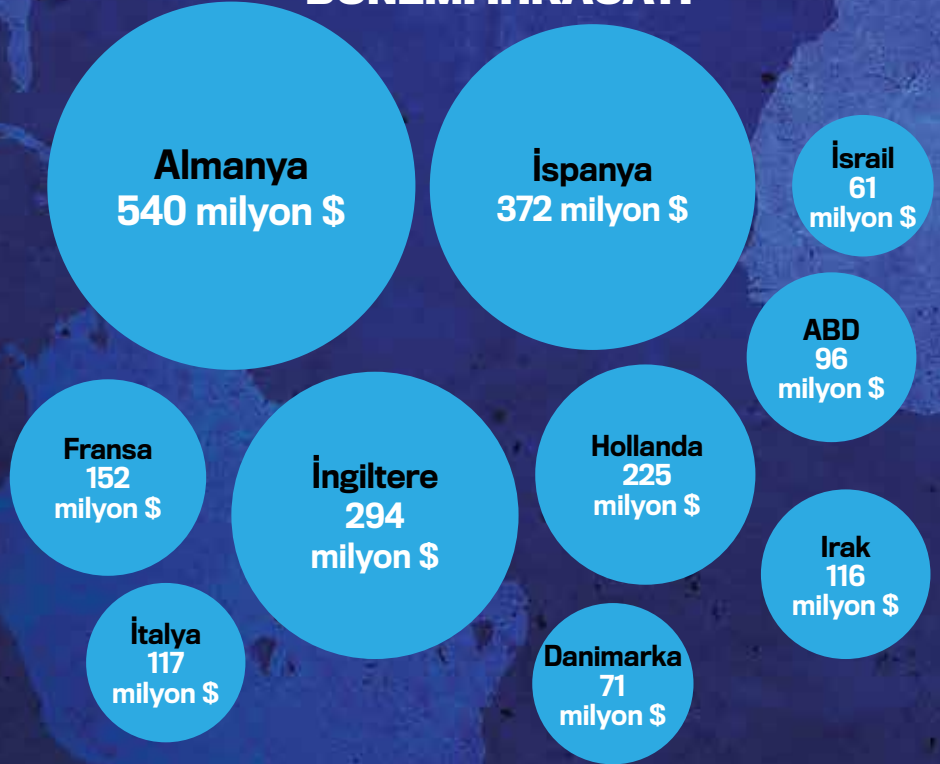 Almanya
540 milyon $
İspanya
372 milyon $
İsrail
61
milyon $
ABD
96
milyon $
Fransa
152
milyon $
İngiltere
294
milyon $
Hollanda
225
milyon $
Irak
116
milyon $
İtalya
117
milyon $
Danimarka
71
milyon $